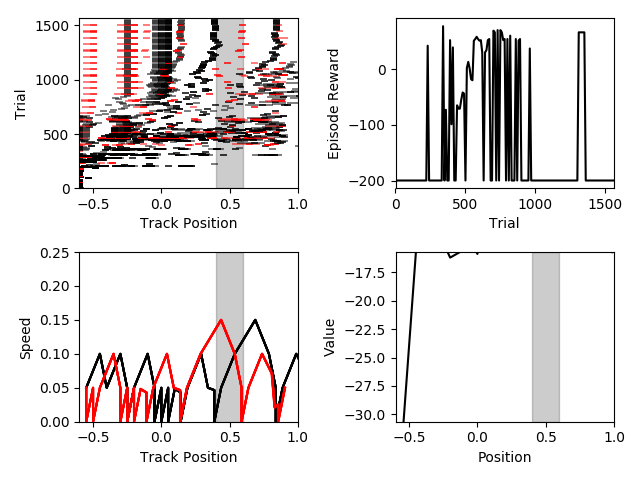 1500
1000
500
0
Trial
−0.5 0.0 0.5 1.0
Track Position
0
−100
−200
Episode Reward
0 500 1000 1500
Trial
0.25
0.20
0.15
0.10
0.05
0.00
Speed
−0.5 0.0 0.5 1.0
Track Position
−17.5
−20.0
−22.5
−25.0
−27.5
−30.0
Value
−0.5 0.0 0.5 1.0
Position